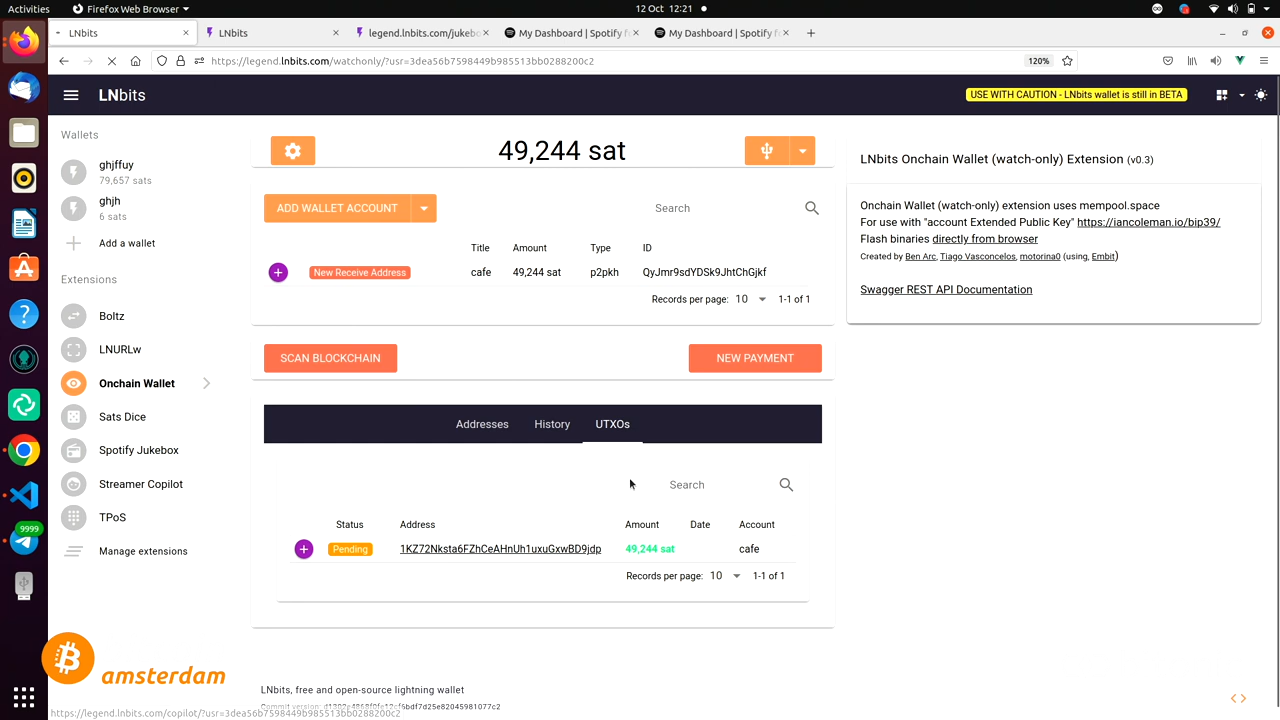 Firefox Web Browser
12 Oct 12:21
LNbits
LNbits
legend.lnbits.com/jukebo
My Dashboard | Spotify f
My Dashboard | Spotify f
https://legend.lnbits.com/watchonly/?usr=3dea56b7598449b985513bb0288200c2
120%
LNbits
USE WITH CAUTION - LNbits wallet is still in BETA
Wallets
ghjffuy
79,657 sats
ghjh
6 sats
Add a wallet
Extensions
Boltz
LNURLw
Onchain Wallet
Sats Dice
Spotify Jukebox
Streamer Copilot
TPoS
Manage extensions
9999
49,244 sat
ADD WALLET ACCOUNT
Search
Title Amount Type ID
New Receive Address cafe 49,244 sat p2pkh QyJmr9sdYDSk9JhtChGjkf
Records per page: 10 1-1 of 1
SCAN BLOCKCHAIN
NEW PAYMENT
Addresses History UTXOs
Search
Status Address Amount Date Account
Pending 1KZ72Nksta6FZhCeAHnUh1uxuGxwBD9jdp 49,244 sat cafe
Records per page: 10 1-1 of 1
LNbits Onchain Wallet (watch-only) Extension (v0.3)
Onchain Wallet (watch-only) extension uses mempool.space
For use with "account Extended Public Key" https://iancoleman.io/bip39/
Flash binaries directly from browser
Created by Ben Arc, Tiago Vasconcelos, motorina0 (using, Embit)
Swagger REST API Documentation
amsterdam
LNbits, free and open-source lightning wallet
Commit version:
https://legend.lnbits.com/copilot/?usr=3dea56b7598449b985513bb0288200c2